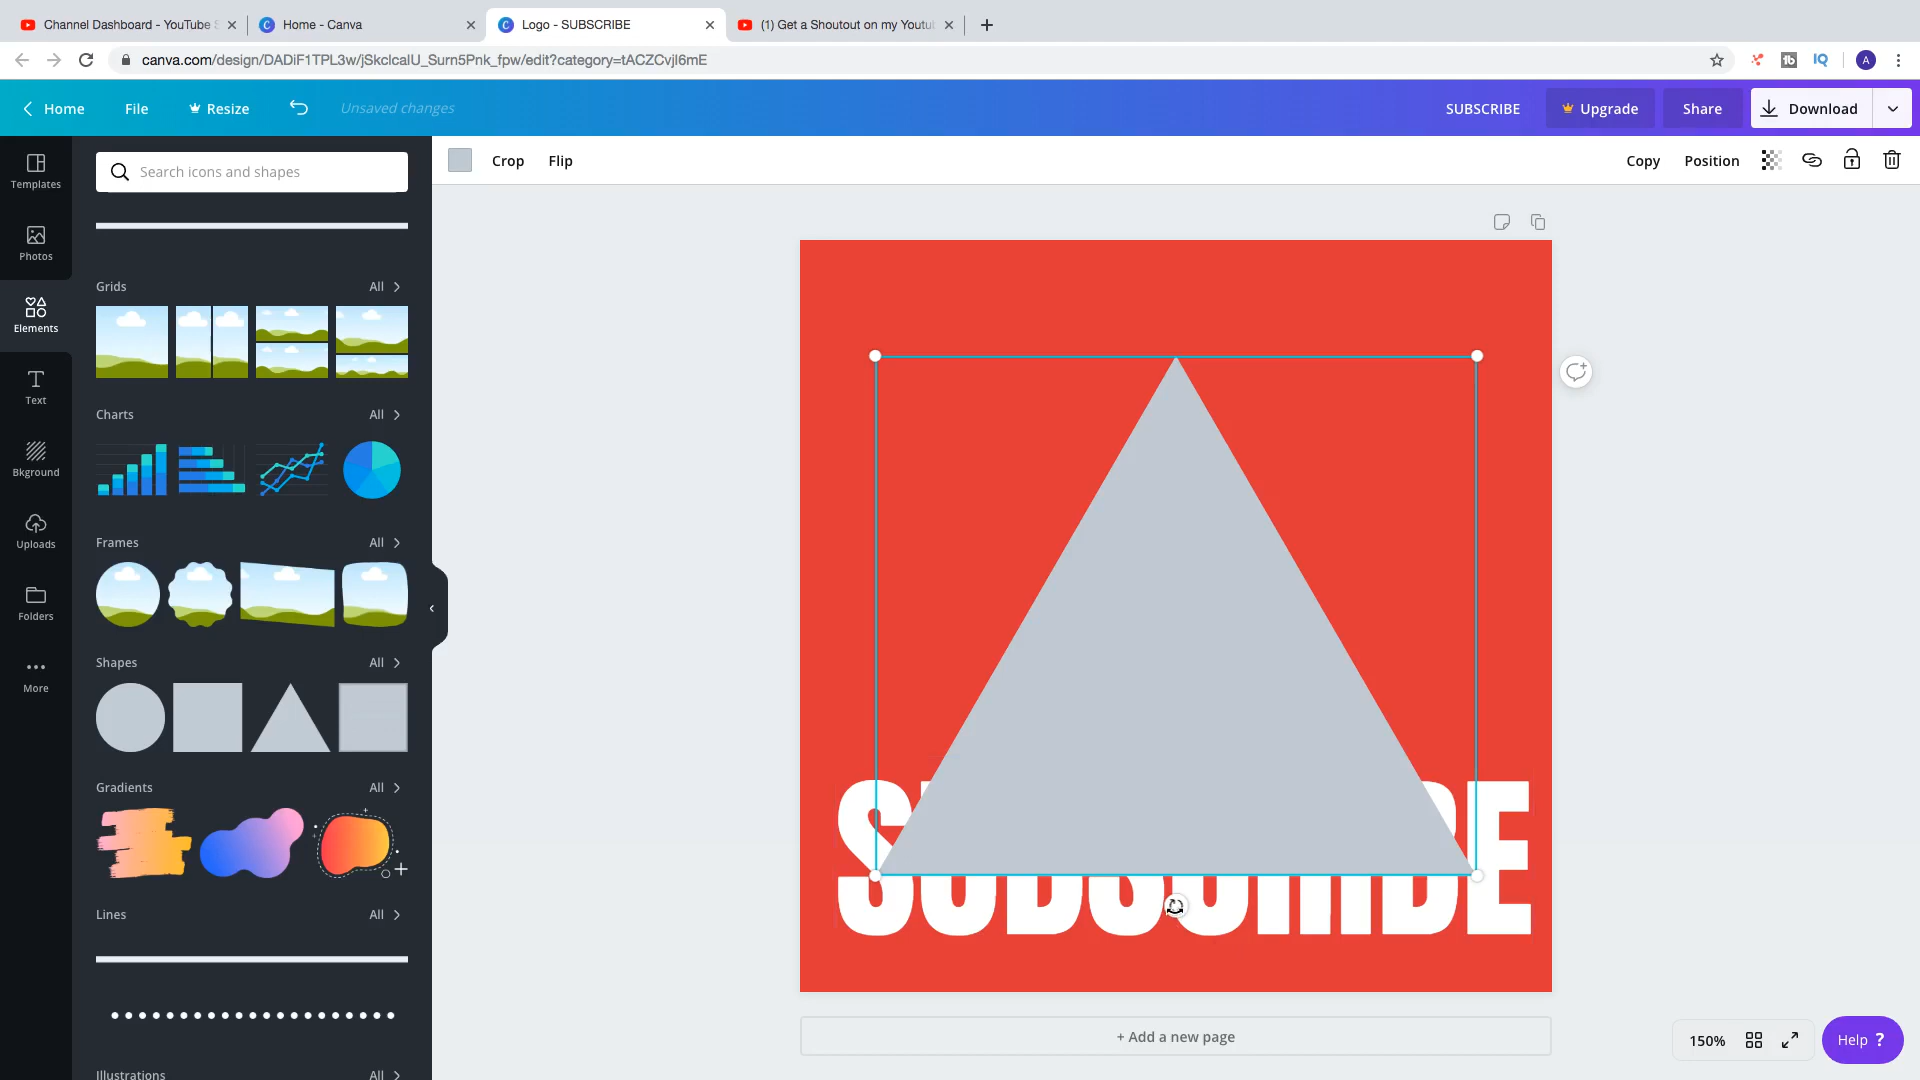 Channel Dashboard - YouTube S
Home - Canva
Logo - SUBSCRIBE
(1) Get a Shoutout on my Youtu
canva.com/design/DADiF1TPL3w/jSkclcalU_Surn5Pnk_fpw/edit?category=tACZCvjI6mE
A
Home
File
Resize
Unsaved changes
SUBSCRIBE
Upgrade
Share
Download
Templates
Photos
Elements
Text
Bkground
Uploads
Folders
More
Search icons and shapes
Grids
All
Charts
All
Frames
All
Shapes
All
Gradients
All
Lines
All
Illustrations
All
Crop
Flip
Copy
Position
SUBSCRIBE
+ Add a new page
150%
Help ?